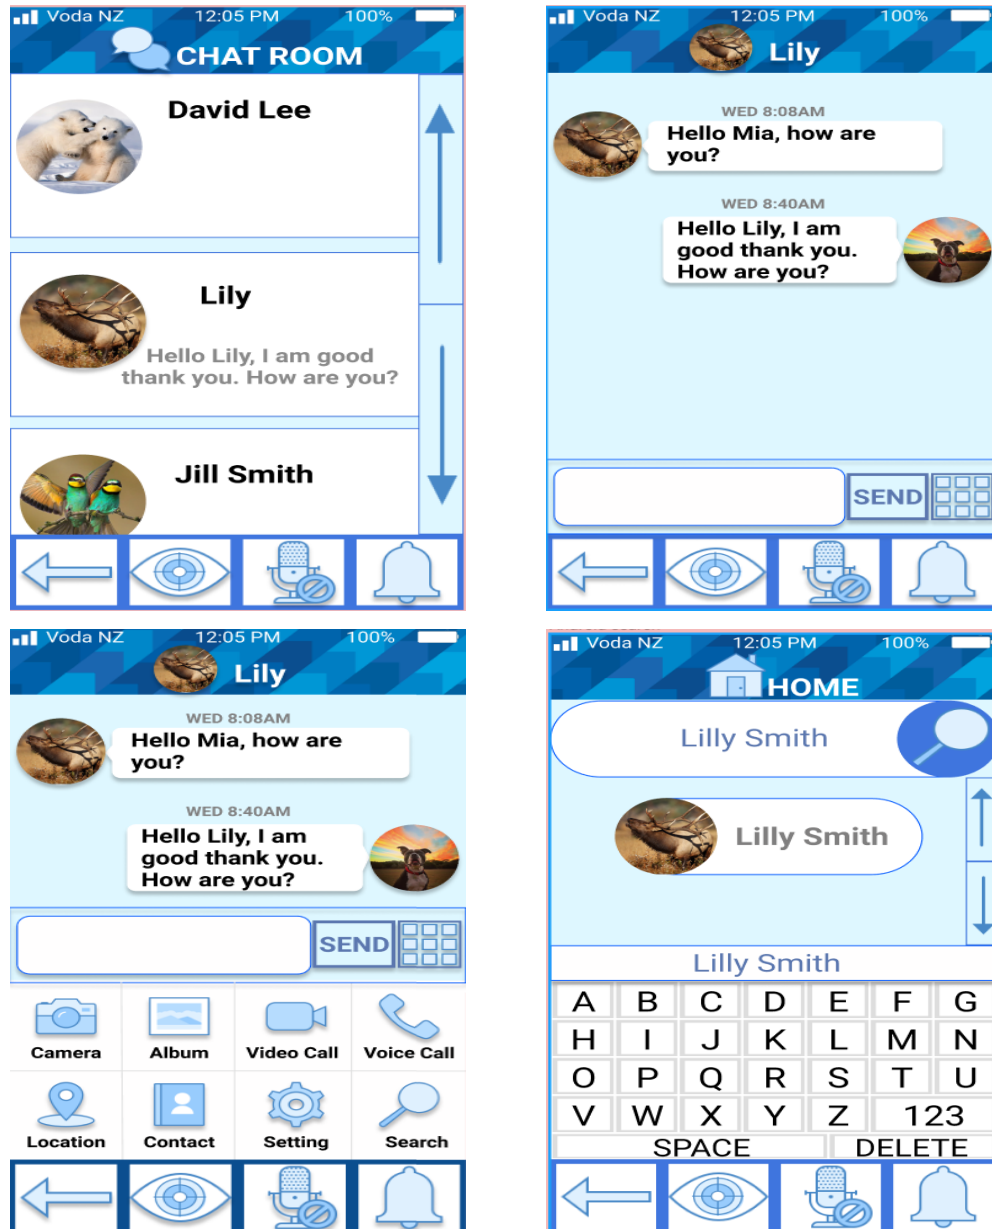 Voda NZ 12:05 PM 100%
CHAT ROOM
David Lee
Lily
Hello Lily, I am good
thank you. How are you?
Jill Smith
Voda NZ 12:05 PM 100%
Lily
WED 8:08AM
Hello Mia, how are
you?
WED 8:40AM
Hello Lily, I am
good thank you.
How are you?
SEND
Voda NZ 12:05 PM 100%
Lily
WED 8:08AM
Hello Mia, how are
you?
WED 8:40AM
Hello Lily, I am
good thank you.
How are you?
SEND
Camera Album Video Call Voice Call
Location Contact Setting Search
Voda NZ 12:05 PM 100%
HOME
Lilly Smith
Lilly Smith
Lilly Smith
A B C D E F G
H I J K L M N
O P Q R S T U
V W X Y Z 123
SPACE DELETE